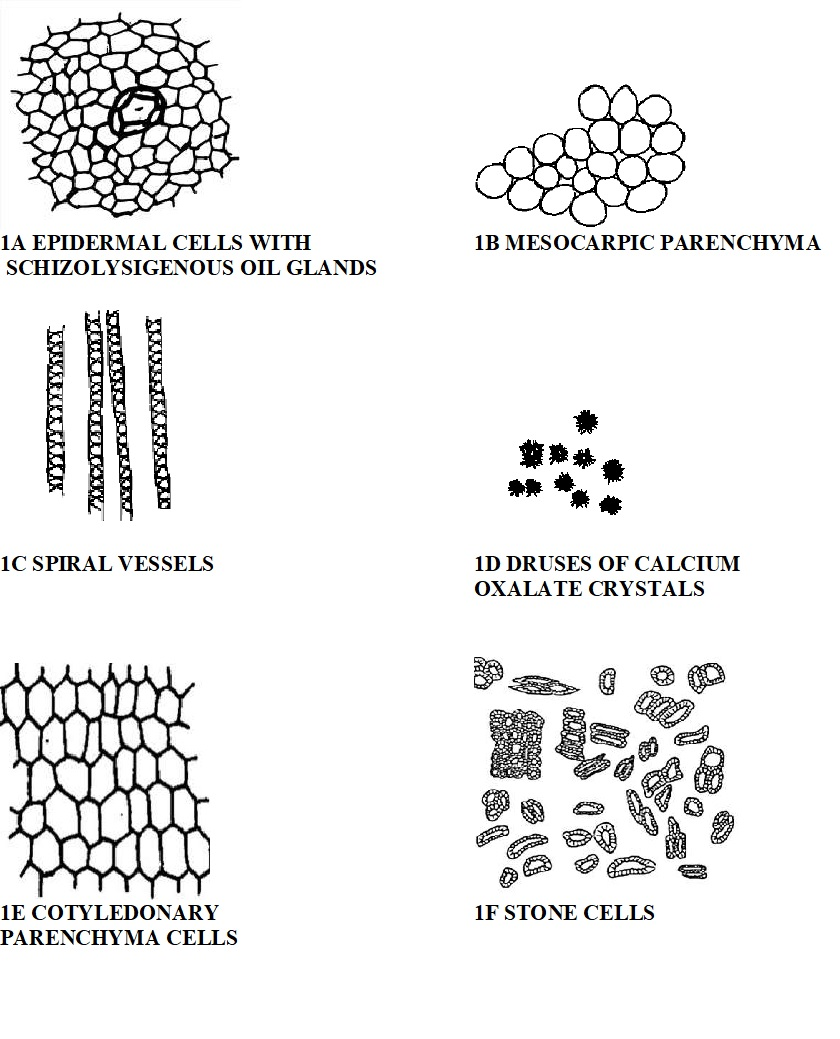 1A EPIDERMAL CELLS WITH
SCHIZOLYSIGENOUS OIL GLANDS
1B MESOCARPIC PARENCHYMA
1C SPIRAL VESSELS
1D DRUSES OF CALCIUM
OXALATE CRYSTALS
1E COTYLEDONARY
PARENCHYMA CELLS
1F STONE CELLS